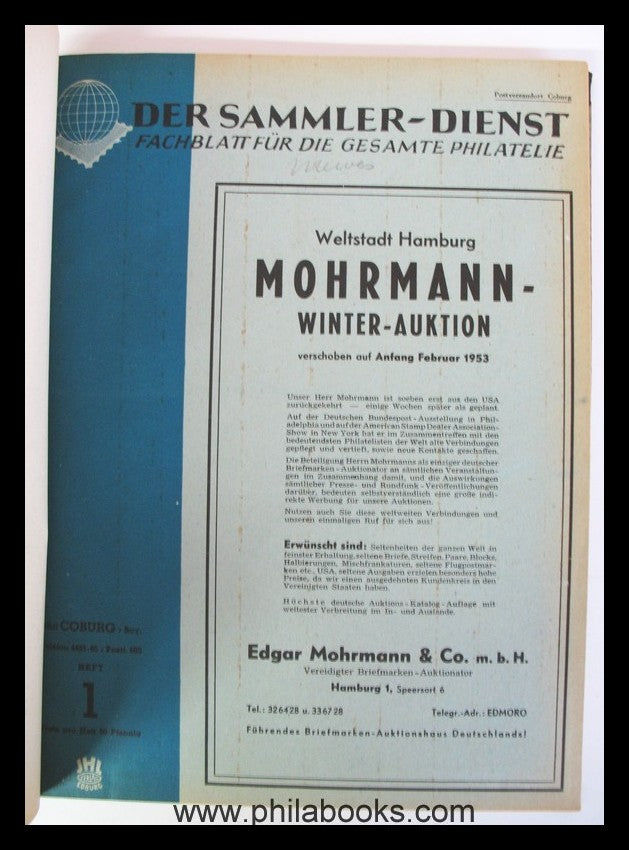 Postversandort Coburg
DER SAMMLER-DIENST
FACHBLATT FÜR DIE GESAMTE PHILATELIE
Weltstadt Hamburg
MOHRMANN-
WINTER-AUKTION
verschoben auf Anfang Februar 1953
Unser Herr Mohrmann ist soeben erst aus den USA
zurückgekehrt — einige Wochen später als geplant.
Auf der Deutschen Bundespost-Ausstellung in Phil-
adelphia und auf der American Stamp Dealer Association-
Show in New York hat er im Zusammentreffen mit den
bedeutendsten Philatelisten der Welt alte Verbindungen
gepflegt und vertieft, sowie neue Kontakte geschaffen.
Die Beteiligung Herrn Mohrmanns als einziger deutscher
Briefmarken-Auktionator an sämtlichen Veranstaltun-
gen im Zusammenhang damit, und die Auswirkungen
sämtlicher Presse- und Rundfunk-Veröffentlichungen
darüber, bedeuten selbstverständlich eine große indi-
rekte Werbung für unsere Auktionen.
Nutzen auch Sie diese weltweiten Verbindungen und
unseren einmaligen Ruf für sich aus!
Erwünscht sind: Seltenheiten der ganzen Welt in
feinster Erhaltung, seltene Briefe, Streifen, Paare, Blocks,
Halbierungen, Mischfrankaturen, seltene Flugpostmar-
ken etc., USA, seltene Ausgaben erzielen besonders hohe
Preise, da wir einen ausgedehnten Kundenkreis in den
Vereinigten Staaten haben.
Höchste deutsche Auktions-Katalog-Auflage mit
weitester Verbreitung im In- und Auslande.
Edgar Mohrmann & Co. m. b. H.
Vereidigter Briefmarken-Auktionator
Hamburg 1, Speersort 6
Tel.: 326428 u. 336728 Telegr.-Adr.: EDMORO
Führendes Briefmarken-Auktionshaus Deutschlands!
COBURG
HEFT
1
COBURG
www.philabooks.com